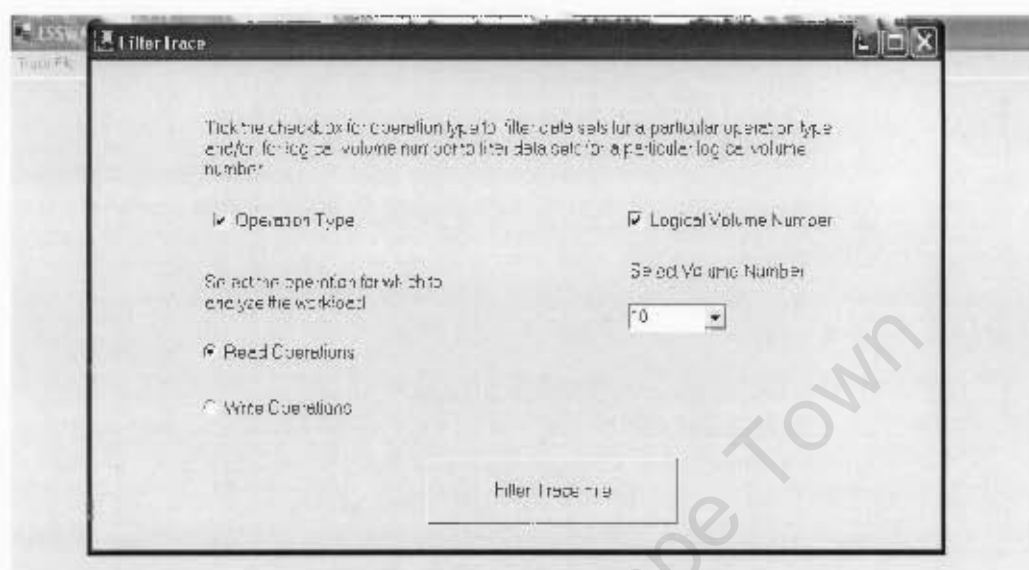 FilterTrace
Tick the checkbox for operation type to filter data sets for a particular operation type
and/or for logical volume number to filter data sets for a particular logical volume
number
Operation Type
Logical Volume Number
Select the operation for which to
analyze the workload
Select Volume Number
10
Read Operations
Write Operations
Filter Trace File
Town